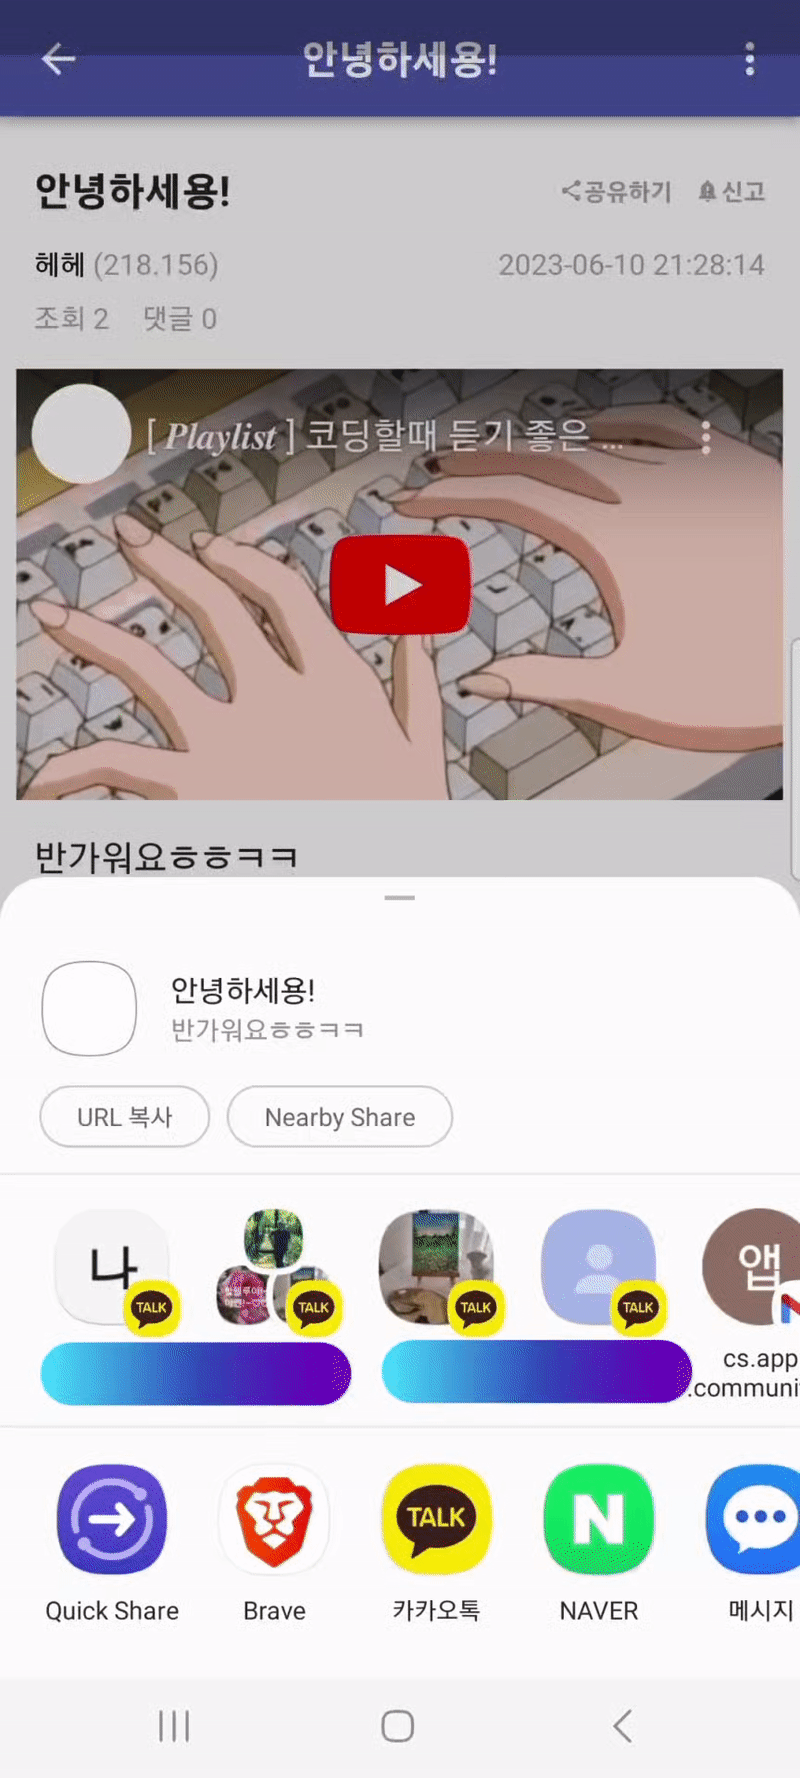 안녕하세용!
안녕하세용!
공유하기 신고
헤헤 (218.156)
2023-06-10 21:28:14
조회 2 댓글 0
[ Playlist ] 코딩할때 듣기 좋은 ...
반가워요ㅎㅎㅋㅋ
안녕하세용!
반가워요ㅎㅎㅋㅋ
URL 복사
Nearby Share
나
TALK
TALK
TALK
TALK
앱
cs.app
.communi
TALK
N
Quick Share
Brave
카카오톡
NAVER
메시지